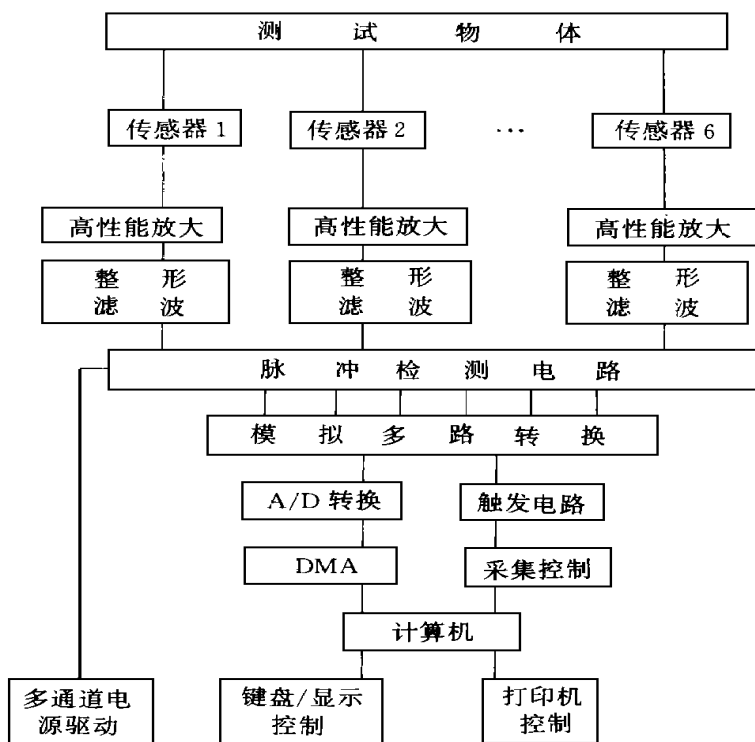 测试物体
传感器1
传感器2
…
传感器6
高性能放大
高性能放大
高性能放大
整形
滤波
整形
滤波
整形
滤波
脉冲检测电路
模拟多路转换
A/D转换
触发电路
DMA
采集控制
计算机
多通道电
源驱动
键盘/显示
控制
打印机
控制